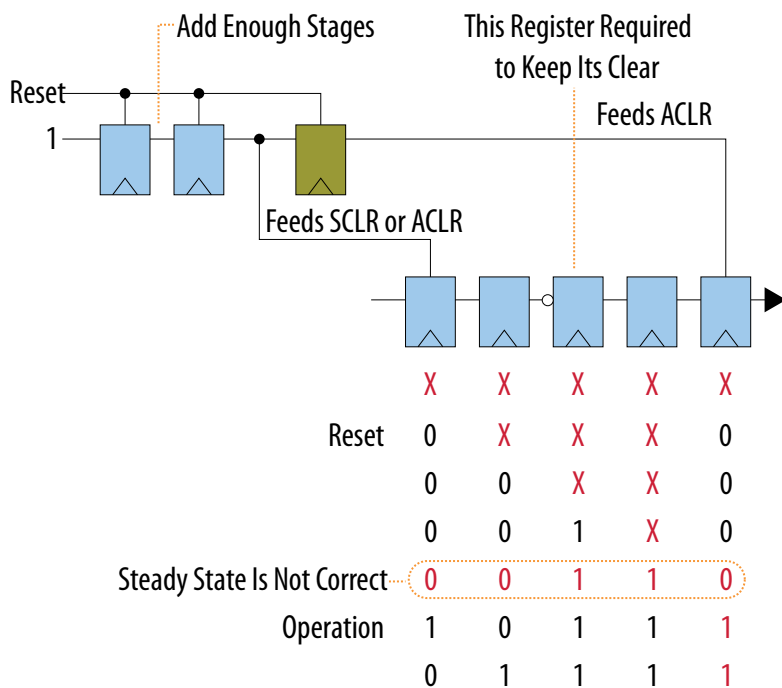 Add Enough Stages
This Register Required
to Keep Its Clear
Reset
Feeds ACLR
1
Feeds SCLR or ACLR
X X X X X
Reset 0 X X X 0
0 0 X X 0
0 0 1 X 0
Steady State Is Not Correct 0 0 1 1 0
Operation 1 0 1 1 1
0 1 1 1 1